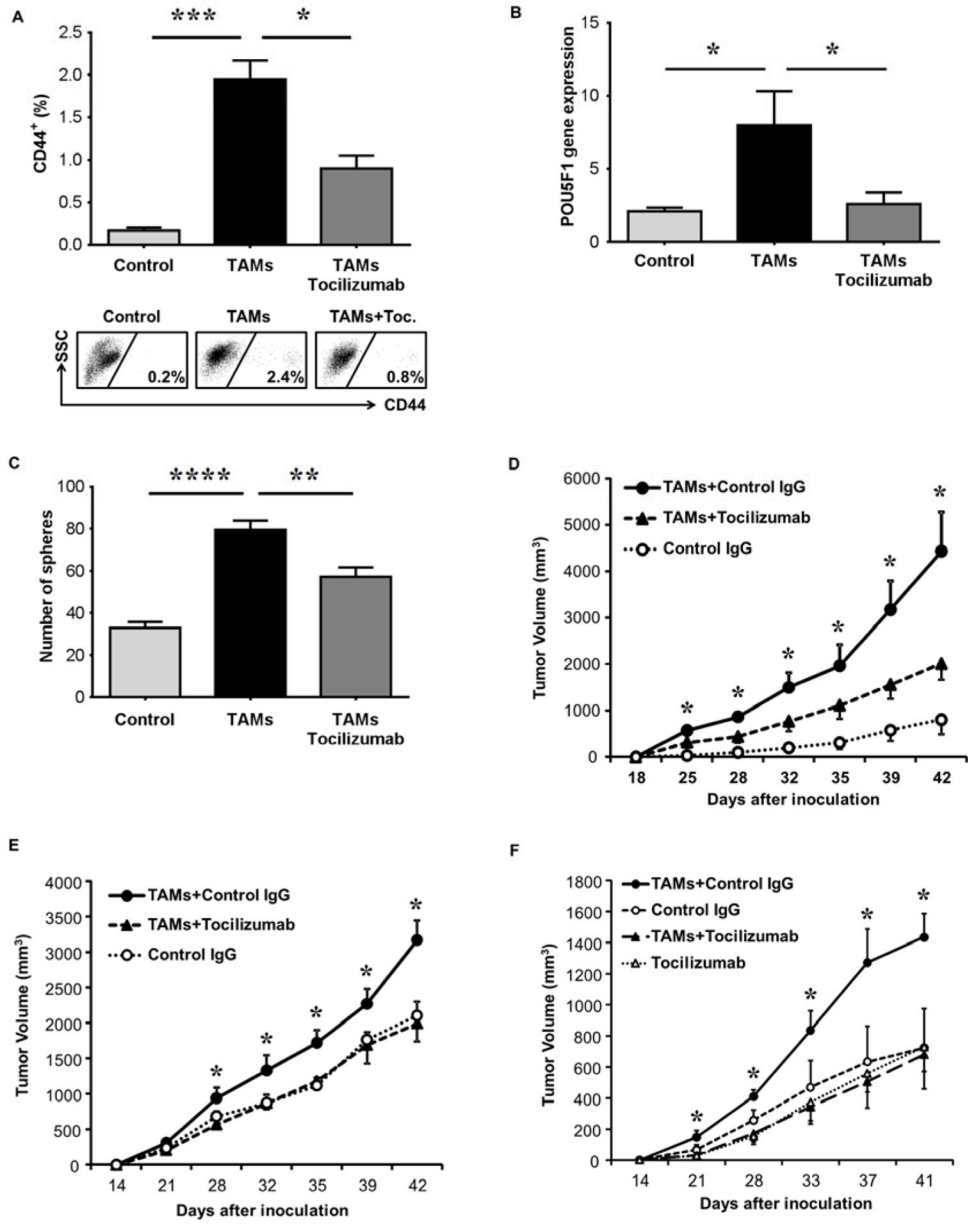 A
***
*
CD44+ (%)
2.5
2.0
1.5
1.0
0.5
0.0
Control
TAMs
TAMs
Tocilizumab
Control
TAMs
TAMs+Toc.
SSC
0.2%
2.4%
0.8%
CD44
B
*
*
POU5F1 gene expression
15
10
5
0
Control
TAMs
TAMs
Tocilizumab
C
****
**
Number of spheres
100
80
60
40
20
0
Control
TAMs
TAMs
Tocilizumab
D
Tumor Volume (mm³)
6000
5000
4000
3000
2000
1000
0
TAMs+Control IgG
TAMs+Tocilizumab
Control IgG
*
*
*
*
*
*
18 25 28 32 35 39 42
Days after inoculation
E
Tumor Volume (mm³)
4000
3500
3000
2500
2000
1500
1000
500
0
TAMs+Control IgG
TAMs+Tocilizumab
Control IgG
*
*
*
*
*
14 21 28 32 35 39 42
Days after inoculation
F
Tumor Volume (mm³)
1800
1600
1400
1200
1000
800
600
400
200
0
TAMs+Control IgG
Control IgG
TAMs+Tocilizumab
Tocilizumab
*
*
*
*
*
14 21 28 33 37 41
Days after inoculation